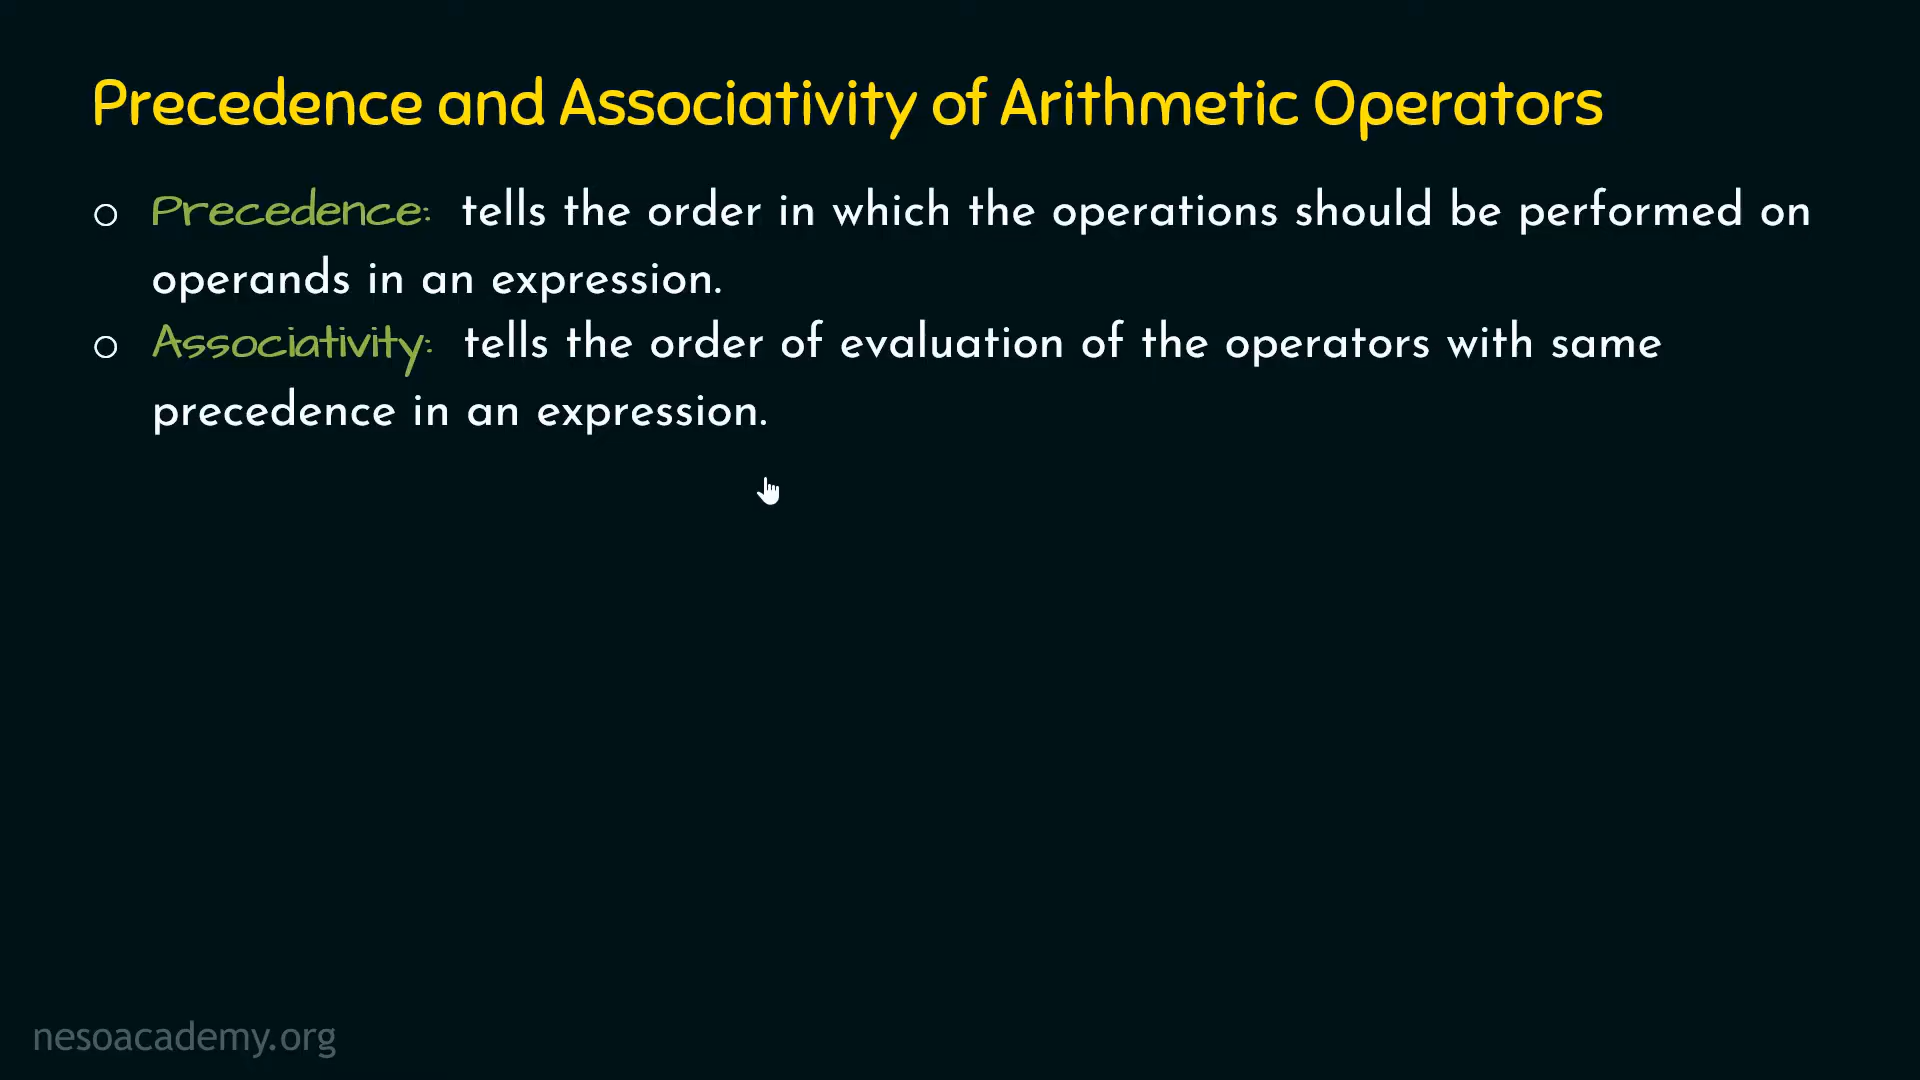 Precedence and Associativity of Arithmetic Operators
Precedence: tells the order in which the operations should be performed on
operands in an expression.
Associativity: tells the order of evaluation of the operators with same
precedence in an expression.
nesoacademy.org